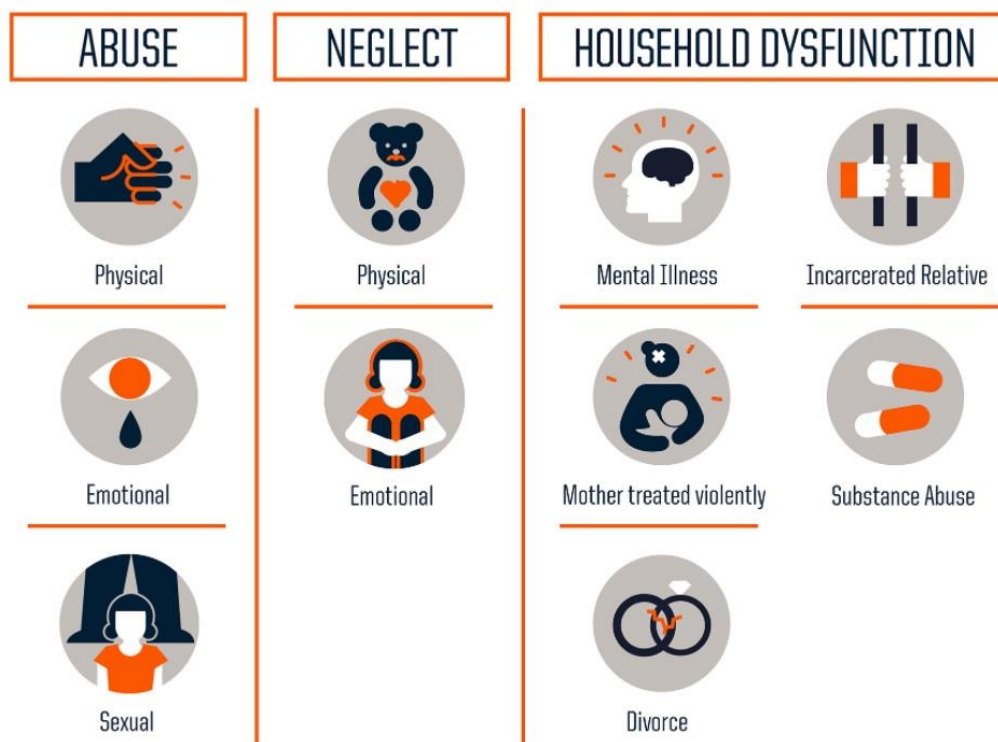 ABUSE
NEGLECT
HOUSEHOLD DYSFUNCTION
Physical
Physical
Mental Illness
Incarcerated Relative
Emotional
Emotional
Mother treated violently
Substance Abuse
Sexual
Divorce